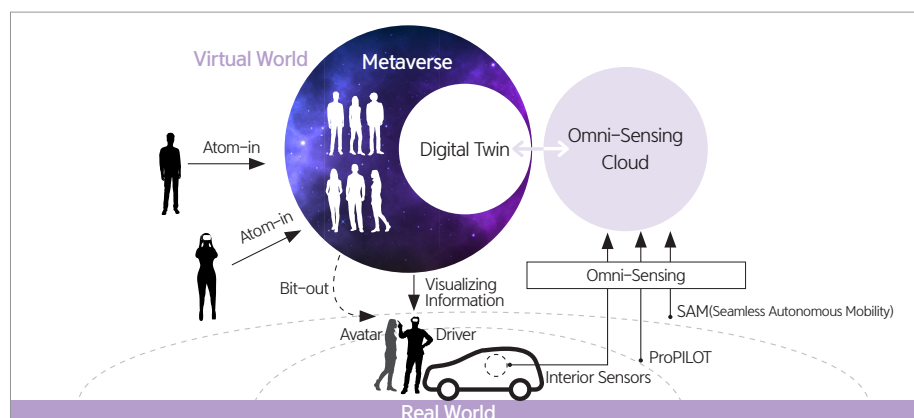 Virtual World
Metaverse
Atom-in
Digital Twin
Omni-Sensing
Cloud
Atom-in
Omni-Sensing
Bit-out
Visualizing
Information
SAM(Seamless Autonomous Mobility)
Avatar
Driver
ProPILOT
Interior Sensors
Real World